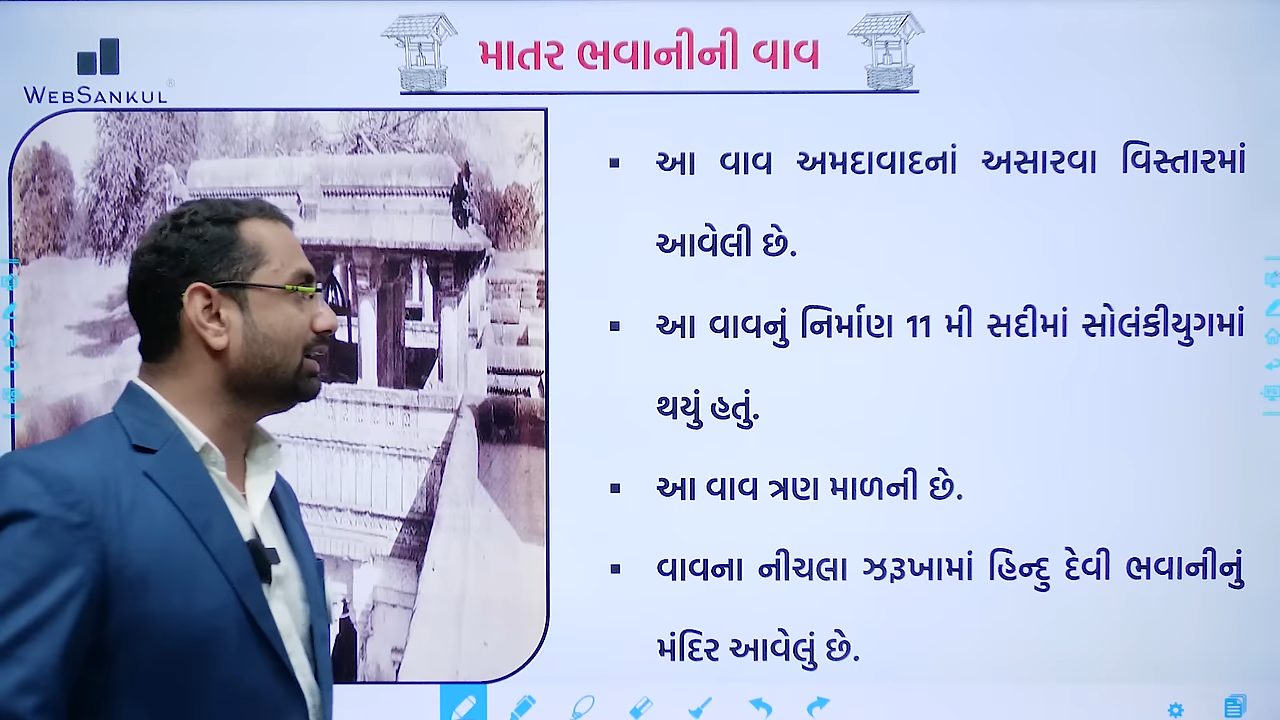 માતર ભવાનીની વાવ
WEBSANKUL
▪ આ વાવ અમદાવાદનાં અસારવા વિસ્તારમાં
આવેલી છે.
▪ આ વાવનું નિર્માણ 11 મી સદીમાં સોલંકીયુગમાં
થયું હતું.
▪ આ વાવ ત્રણ માળની છે.
▪ વાવના નીચલા ઝરૂખામાં હિન્દુ દેવી ભવાનીનું
મંદિર આવેલું છે.